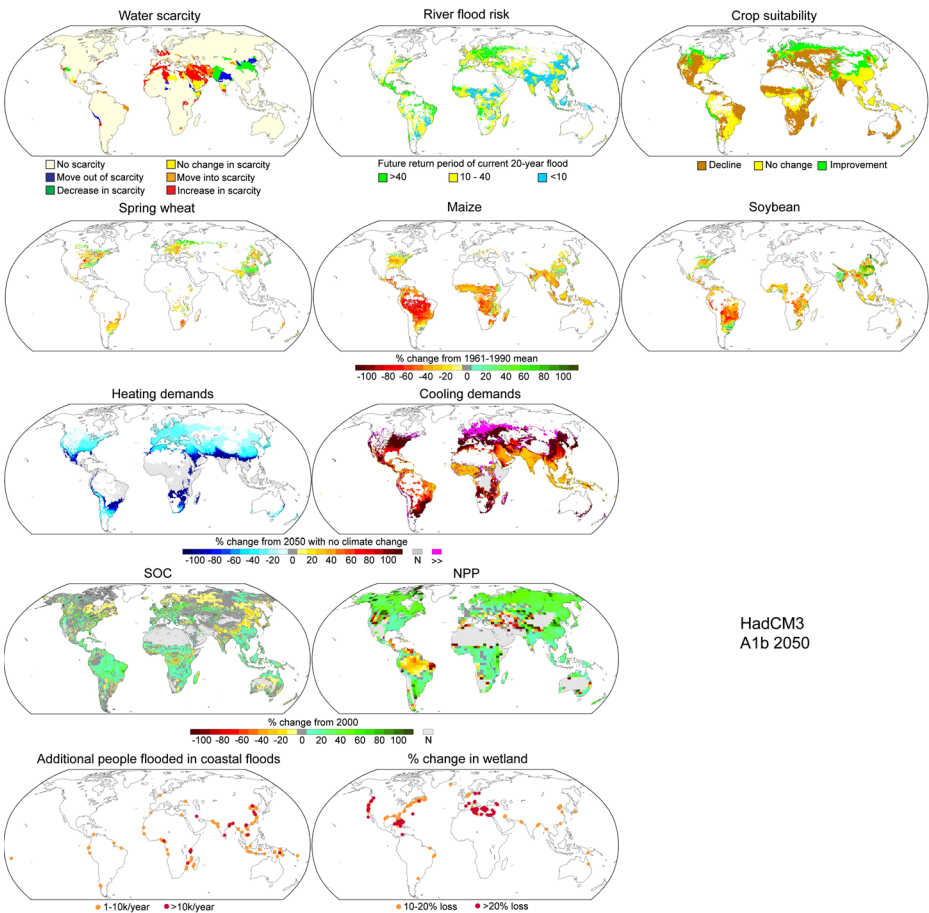 Water scarcity
River flood risk
Crop suitability
No scarcity
No change in scarcity
Move out of scarcity
Move into scarcity
Decrease in scarcity
Increase in scarcity
Future return period of current 20-year flood
>40
10 - 40
<10
Decline
No change
Improvement
Spring wheat
Maize
Soybean
% change from 1961-1990 mean
-100 -80 -60 -40 -20 0 20 40 60 80 100
Heating demands
Cooling demands
% change from 2050 with no climate change
-100 -80 -60 -40 -20 0 20 40 60 80 100 N >>
SOC
NPP
HadCM3
A1b 2050
% change from 2000
-100 -80 -60 -40 -20 0 20 40 60 80 100 N
Additional people flooded in coastal floods
% change in wetland
1-10k/year
>10k/year
10-20% loss
>20% loss